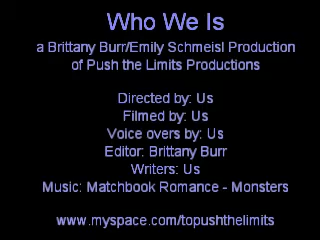 Who We Is
a Brittany Burr/Emily Schmeisl Production
of Push the Limits Productions
Directed by: Us
Filmed by: Us
Voice overs by: Us
Editor: Brittany Burr
Writers: Us
Music: Matchbook Romance - Monsters
www.myspace.com/topushthelimits